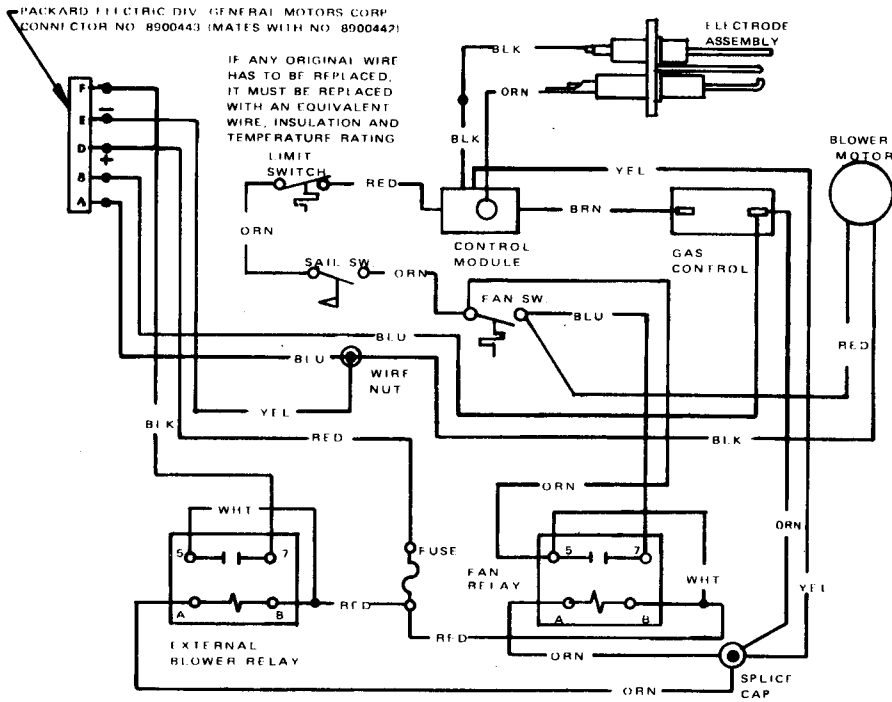 PACKARD ELECTRIC DIV. GENERAL MOTORS CORP
CONNECTOR NO 8900443 (MATES WITH NO 8900442)
IF ANY ORIGINAL WIRE
HAS TO BE REPLACED,
IT MUST BE REPLACED
WITH AN EQUIVALENT
WIRE, INSULATION AND
TEMPERATURE RATING
ELECTRODE
ASSEMBLY
BLK
ORN
BLK
F
E
D
B
A
–
+
LIMIT
SWITCH
RED
YEL
BLOWER
MOTOR
BRN
CONTROL
MODULE
GAS
CONTROL
ORN
SAIL SW.
ORN
FAN SW.
BLU
BLU
RED
BLU
WIRE
NUT
YEL
BLK
BLK
RED
ORN
WHT
5
7
FUSE
FAN
RELAY
5
7
WHT
ORN
YEL
A
B
RED
A
B
RED
EXTERNAL
BLOWER RELAY
ORN
SPLICE
CAP
ORN